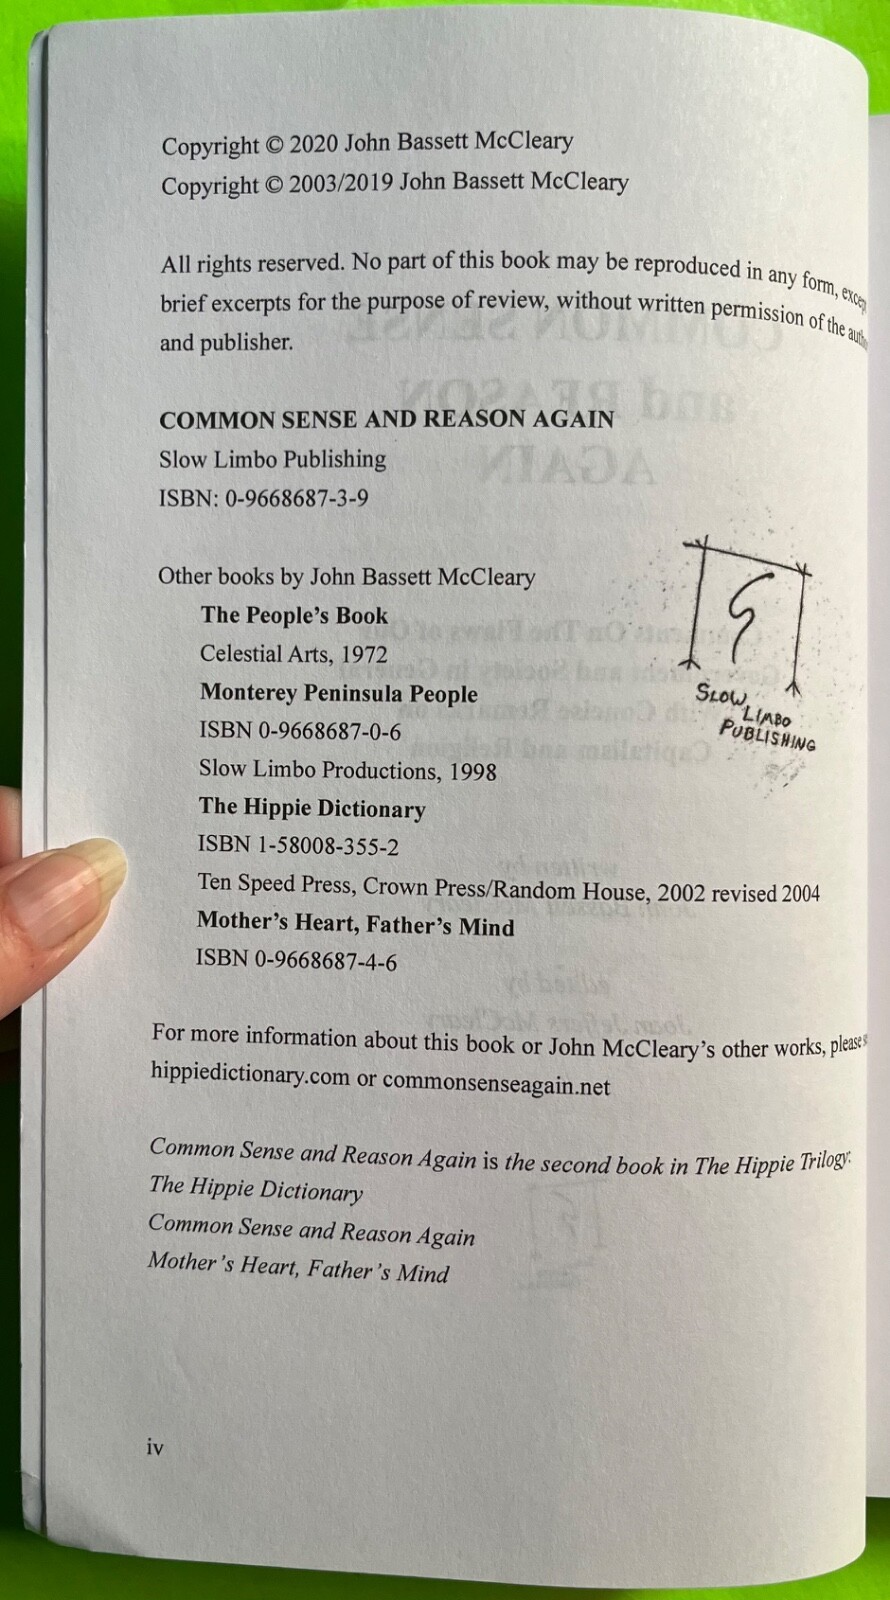 Copyright © 2020 John Bassett McCleary
Copyright © 2003/2019 John Bassett McCleary
All rights reserved. No part of this book may be reproduced in any form,
brief excerpts for the purpose of review, without written permission of the
and publisher.
COMMON SENSE AND REASON AGAIN
Slow Limbo Publishing
ISBN: 0-9668687-3-9
Other books by John Bassett McCleary
The People's Book
Celestial Arts, 1972
Monterey Peninsula People
ISBN 0-9668687-0-6
Slow Limbo Productions, 1998
The Hippie Dictionary
ISBN 1-58008-355-2
Ten Speed Press, Crown Press/Random House, 2002 revised 2004
Mother's Heart, Father's Mind
ISBN 0-9668687-4-6
SLOW
LIMBO
PUBLISHING
For more information about this book or John McCleary's other works, please
hippiedictionary.com or commonsenseagain.net
Common Sense and Reason Again is the second book in The Hippie Trilogy:
The Hippie Dictionary
Common Sense and Reason Again
Mother's Heart, Father's Mind
iv